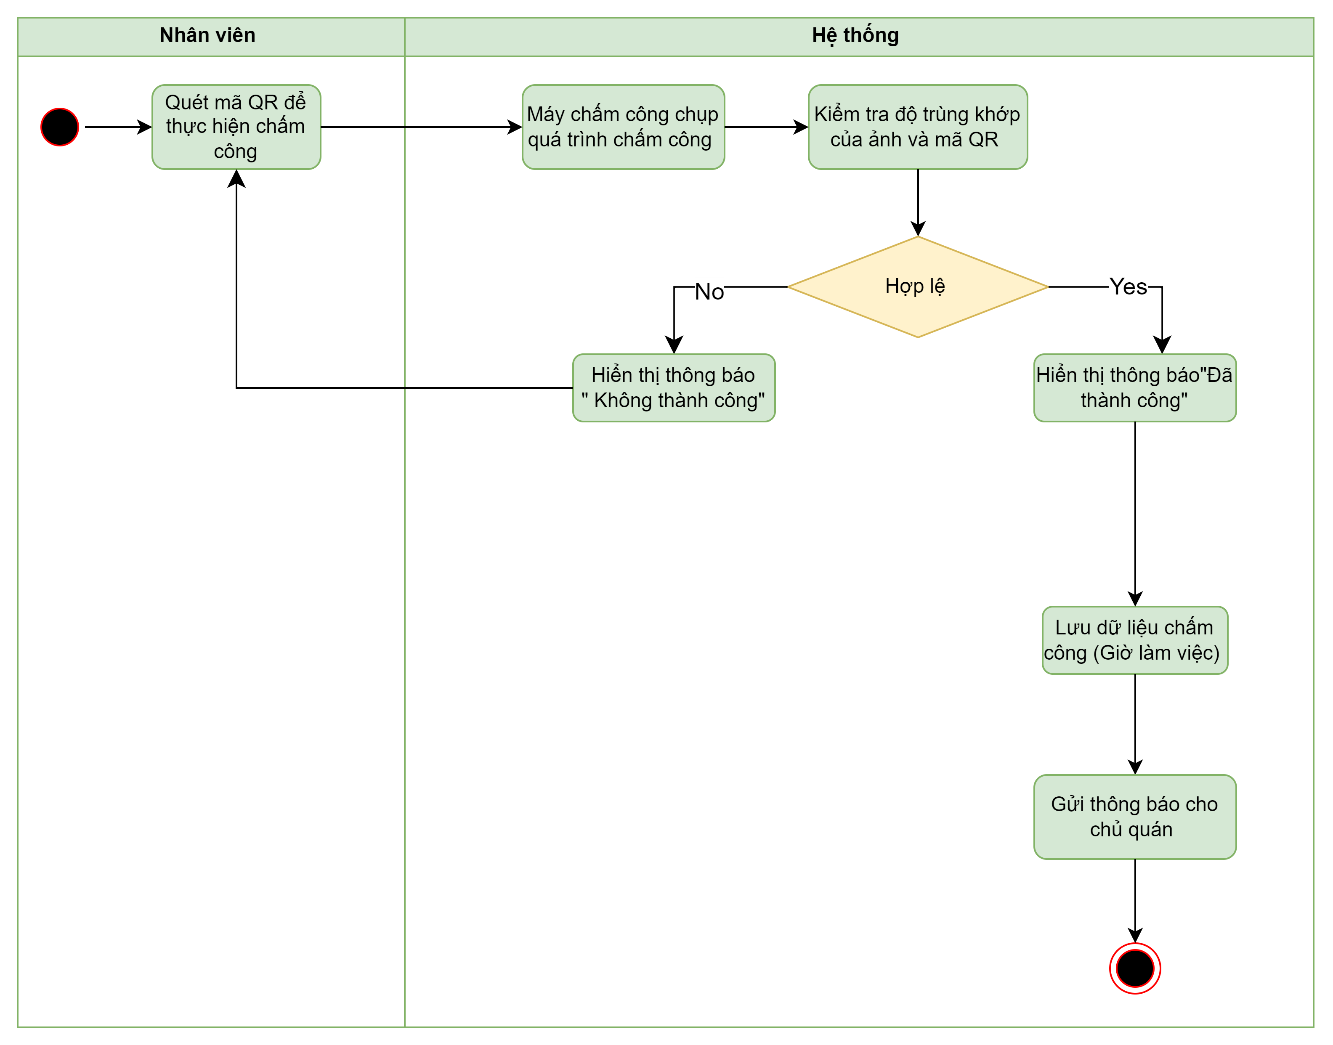 Nhân viên
Hệ thống
Quét mã QR để
thực hiện chấm
công
Máy chấm công chụp
quá trình chấm công
Kiểm tra độ trùng khớp
của ảnh và mã QR
Hợp lệ
No
Yes
Hiển thị thông báo
" Không thành công"
Hiển thị thông báo"Đã
thành công"
Lưu dữ liệu chấm
công (Giờ làm việc)
Gửi thông báo cho
chủ quán